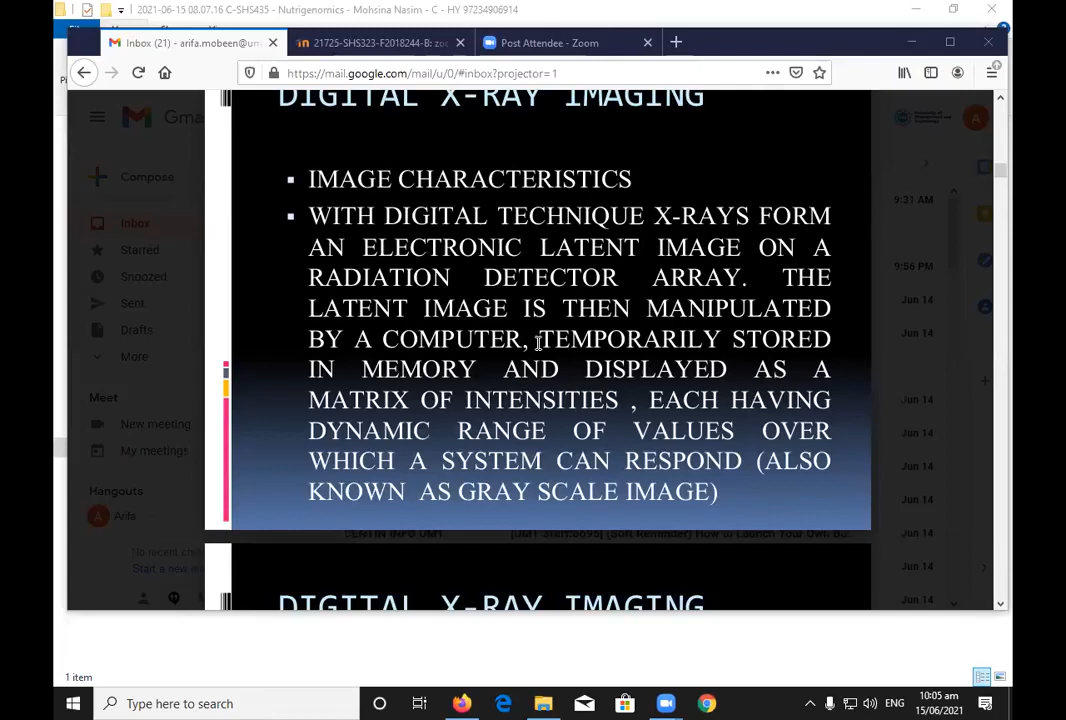 2021-06-15 08.07.16 C-SHS435 - Nutrigenornics - Mohsina Nasim - C - HY 97234906914
Inbox (21) - arifa.mobeen@um
21725-SHS323-F2018244-B: zo
Post Attendee - Zoom
https://mail.google.com/mail/u/0/#inbox?projector=1
DIGITAL X-RAY IMAGING
Compose
Inbox
Starred
Snoozed
Sent
Drafts
More
Meet
New meeting
My meetings
Hangouts
Arifa
No recent ch
Start a new
IMAGE CHARACTERISTICS
WITH DIGITAL TECHNIQUE X-RAYS FORM
AN ELECTRONIC LATENT IMAGE ON A
RADIATION DETECTOR ARRAY. THE
LATENT IMAGE IS THEN MANIPULATED
BY A COMPUTER, TEMPORARILY STORED
IN MEMORY AND DISPLAYED AS A
MATRIX OF INTENSITIES , EACH HAVING
DYNAMIC RANGE OF VALUES OVER
WHICH A SYSTEM CAN RESPOND (ALSO
KNOWN AS GRAY SCALE IMAGE)
DIGITAL X-RAY IMAGING
A
9:31 AM
9:56 PM
Jun 14
Jun 14
Jun 14
Jun 14
Jun 14
Jun 14
Jun 14
Jun 14
1 item
Type here to search
ENG
10:05 am
15/06/2021